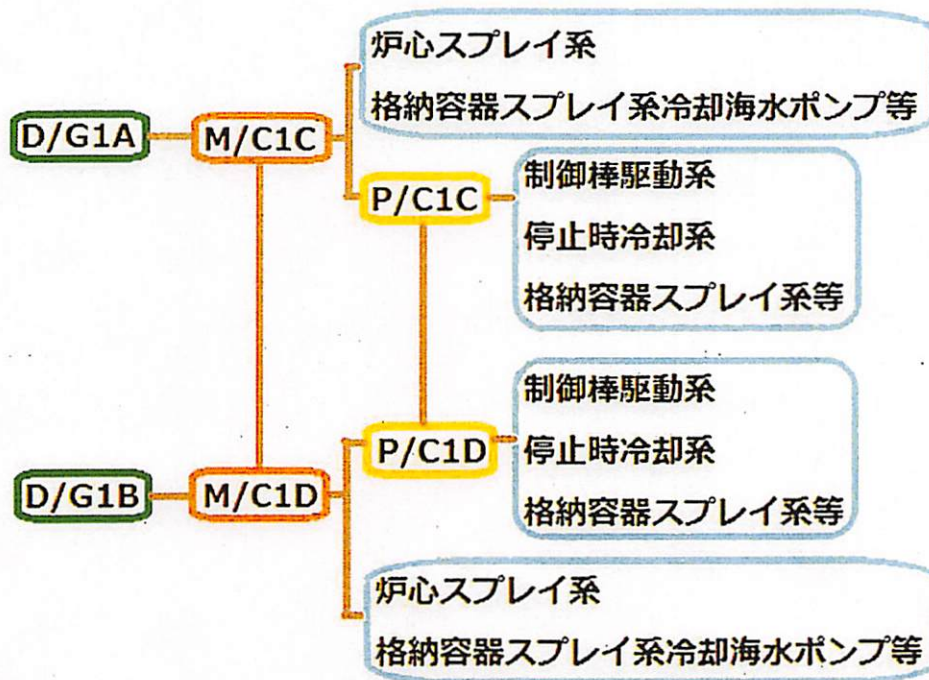 炉心スプレイ系
格納容器スプレイ系冷却海水ポンプ等
D/G1A
M/C1C
P/C1C
制御棒駆動系
停止時冷却系
格納容器スプレイ系等
制御棒駆動系
停止時冷却系
格納容器スプレイ系等
P/C1D
D/G1B
M/C1D
炉心スプレイ系
格納容器スプレイ系冷却海水ポンプ等